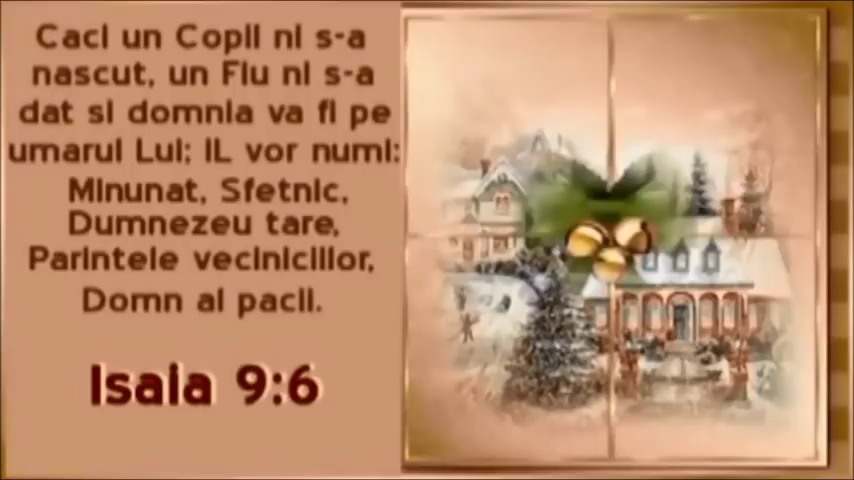 Caci un Copil ni s-a
nascut, un Fiu ni s-a
dat si domnia va fi pe
umarul Lui; IL vor numi:
Minunat, Sfetnic,
Dumnezeu tare,
Parintele veciniciilor,
Domn al pacii.
Isaia 9:6